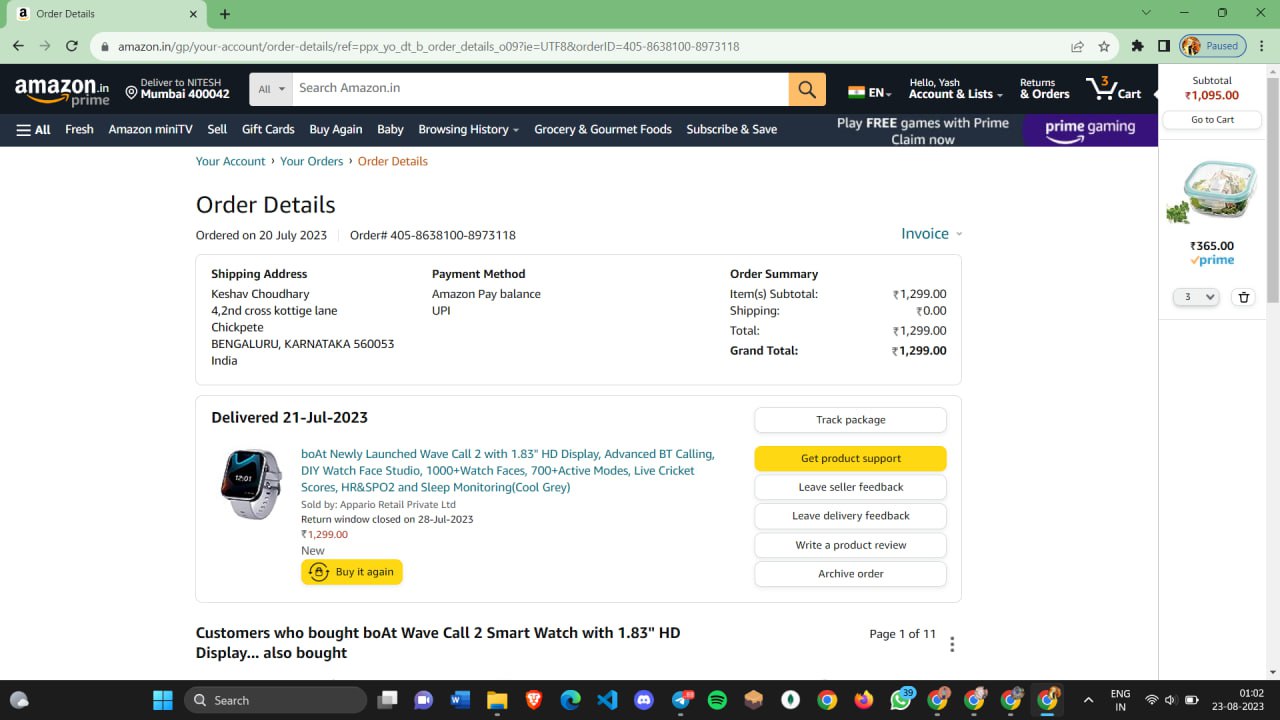 Order Details
amazon.in/gp/your-account/order-details/ref=ppx_yo_dt_b_order_details_o09?ie=UTF8&orderID=405-8638100-8973118
Paused
amazon.in
prime
Deliver to NITESH
Mumbai 400042
All
Search Amazon.in
EN
Hello, Yash
Account & Lists
Returns
& Orders
3
Cart
Subtotal
₹1,095.00
Go to Cart
All
Fresh
Amazon miniTV
Sell
Gift Cards
Buy Again
Baby
Browsing History
Grocery & Gourmet Foods
Subscribe & Save
Play FREE games with Prime
Claim now
prime gaming
Your Account › Your Orders › Order Details
Order Details
Ordered on 20 July 2023
Order# 405-8638100-8973118
Invoice
Shipping Address
Keshav Choudhary
4,2nd cross kottige lane
Chickpete
BENGALURU, KARNATAKA 560053
India
Payment Method
Amazon Pay balance
UPI
Order Summary
Item(s) Subtotal: ₹1,299.00
Shipping: ₹0.00
Total: ₹1,299.00
Grand Total: ₹1,299.00
₹365.00
prime
3
Delivered 21-Jul-2023
boAt Newly Launched Wave Call 2 with 1.83" HD Display, Advanced BT Calling,
DIY Watch Face Studio, 1000+Watch Faces, 700+Active Modes, Live Cricket
Scores, HR&SPO2 and Sleep Monitoring(Cool Grey)
Sold by: Appario Retail Private Ltd
Return window closed on 28-Jul-2023
₹1,299.00
New
Buy it again
Track package
Get product support
Leave seller feedback
Leave delivery feedback
Write a product review
Archive order
Customers who bought boAt Wave Call 2 Smart Watch with 1.83" HD
Display... also bought
Page 1 of 11
Search
39
ENG
IN
01:02
23-08-2023